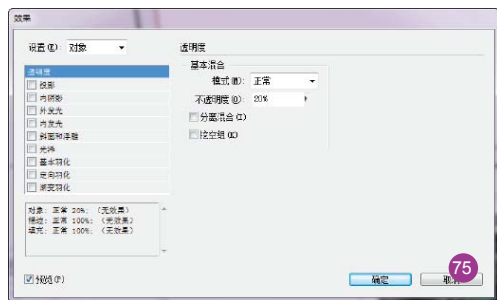 效果
设置(E): 对象
透明度
透明度
投影
内阴影
外发光
内发光
斜面和浮雕
光泽
基本羽化
定向羽化
渐变羽化
基本混合
模式(M): 正常
不透明度(O): 20%
分离混合(I)
挖空组(K)
对象: 正常 20%; (无效果)
描边: 正常 100%; (无效果)
填充: 正常 100%; (无效果)
预览(P)
确定
75